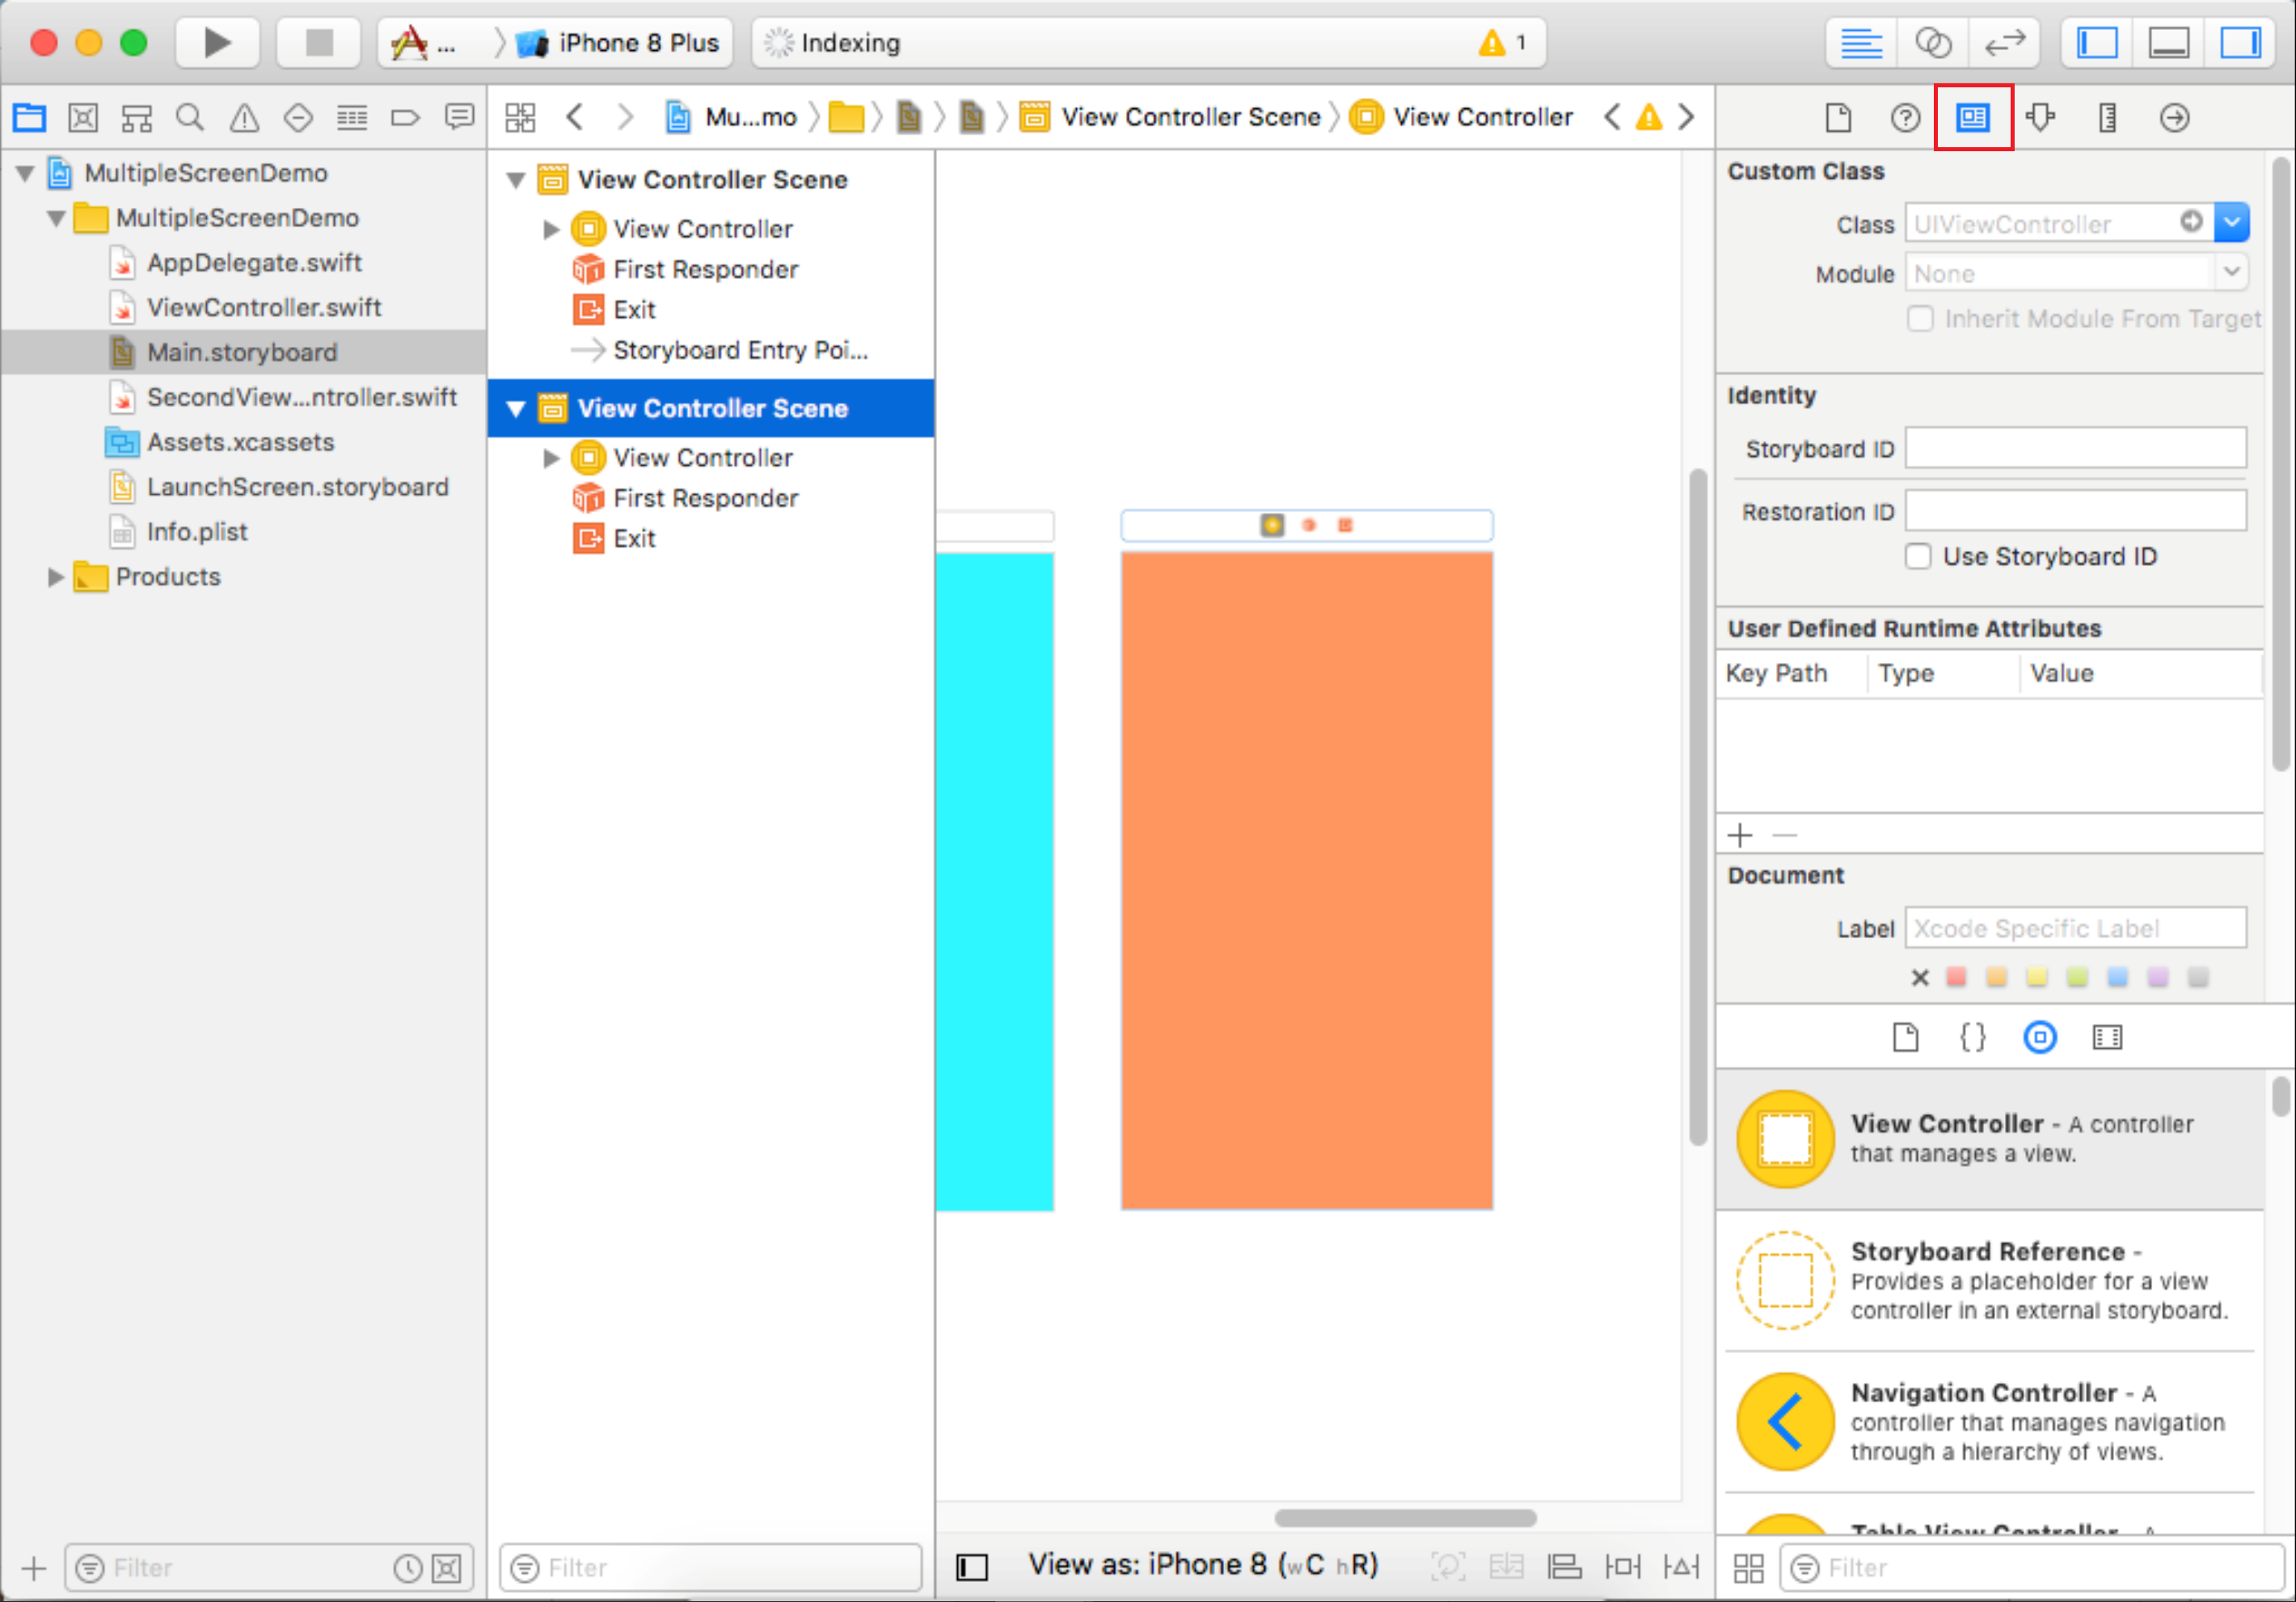 ... iPhone 8 Plus
Indexing
1
Mu...mo View Controller Scene View Controller
MultipleScreenDemo
MultipleScreenDemo
AppDelegate.swift
ViewController.swift
Main.storyboard
SecondView...ntroller.swift
Assets.xcassets
LaunchScreen.storyboard
Info.plist
Products
Filter
View Controller Scene
View Controller
First Responder
Exit
Storyboard Entry Poi...
View Controller Scene
View Controller
First Responder
Exit
Filter
View as: iPhone 8 (wC hR)
Custom Class
Class UIViewController
Module None
Inherit Module From Target
Identity
Storyboard ID
Restoration ID
Use Storyboard ID
User Defined Runtime Attributes
Key Path Type Value
Document
Label Xcode Specific Label
{ }
View Controller - A controller
that manages a view.
Storyboard Reference -
Provides a placeholder for a view
controller in an external storyboard.
Navigation Controller - A
controller that manages navigation
through a hierarchy of views.
Table View Controller - A
Filter